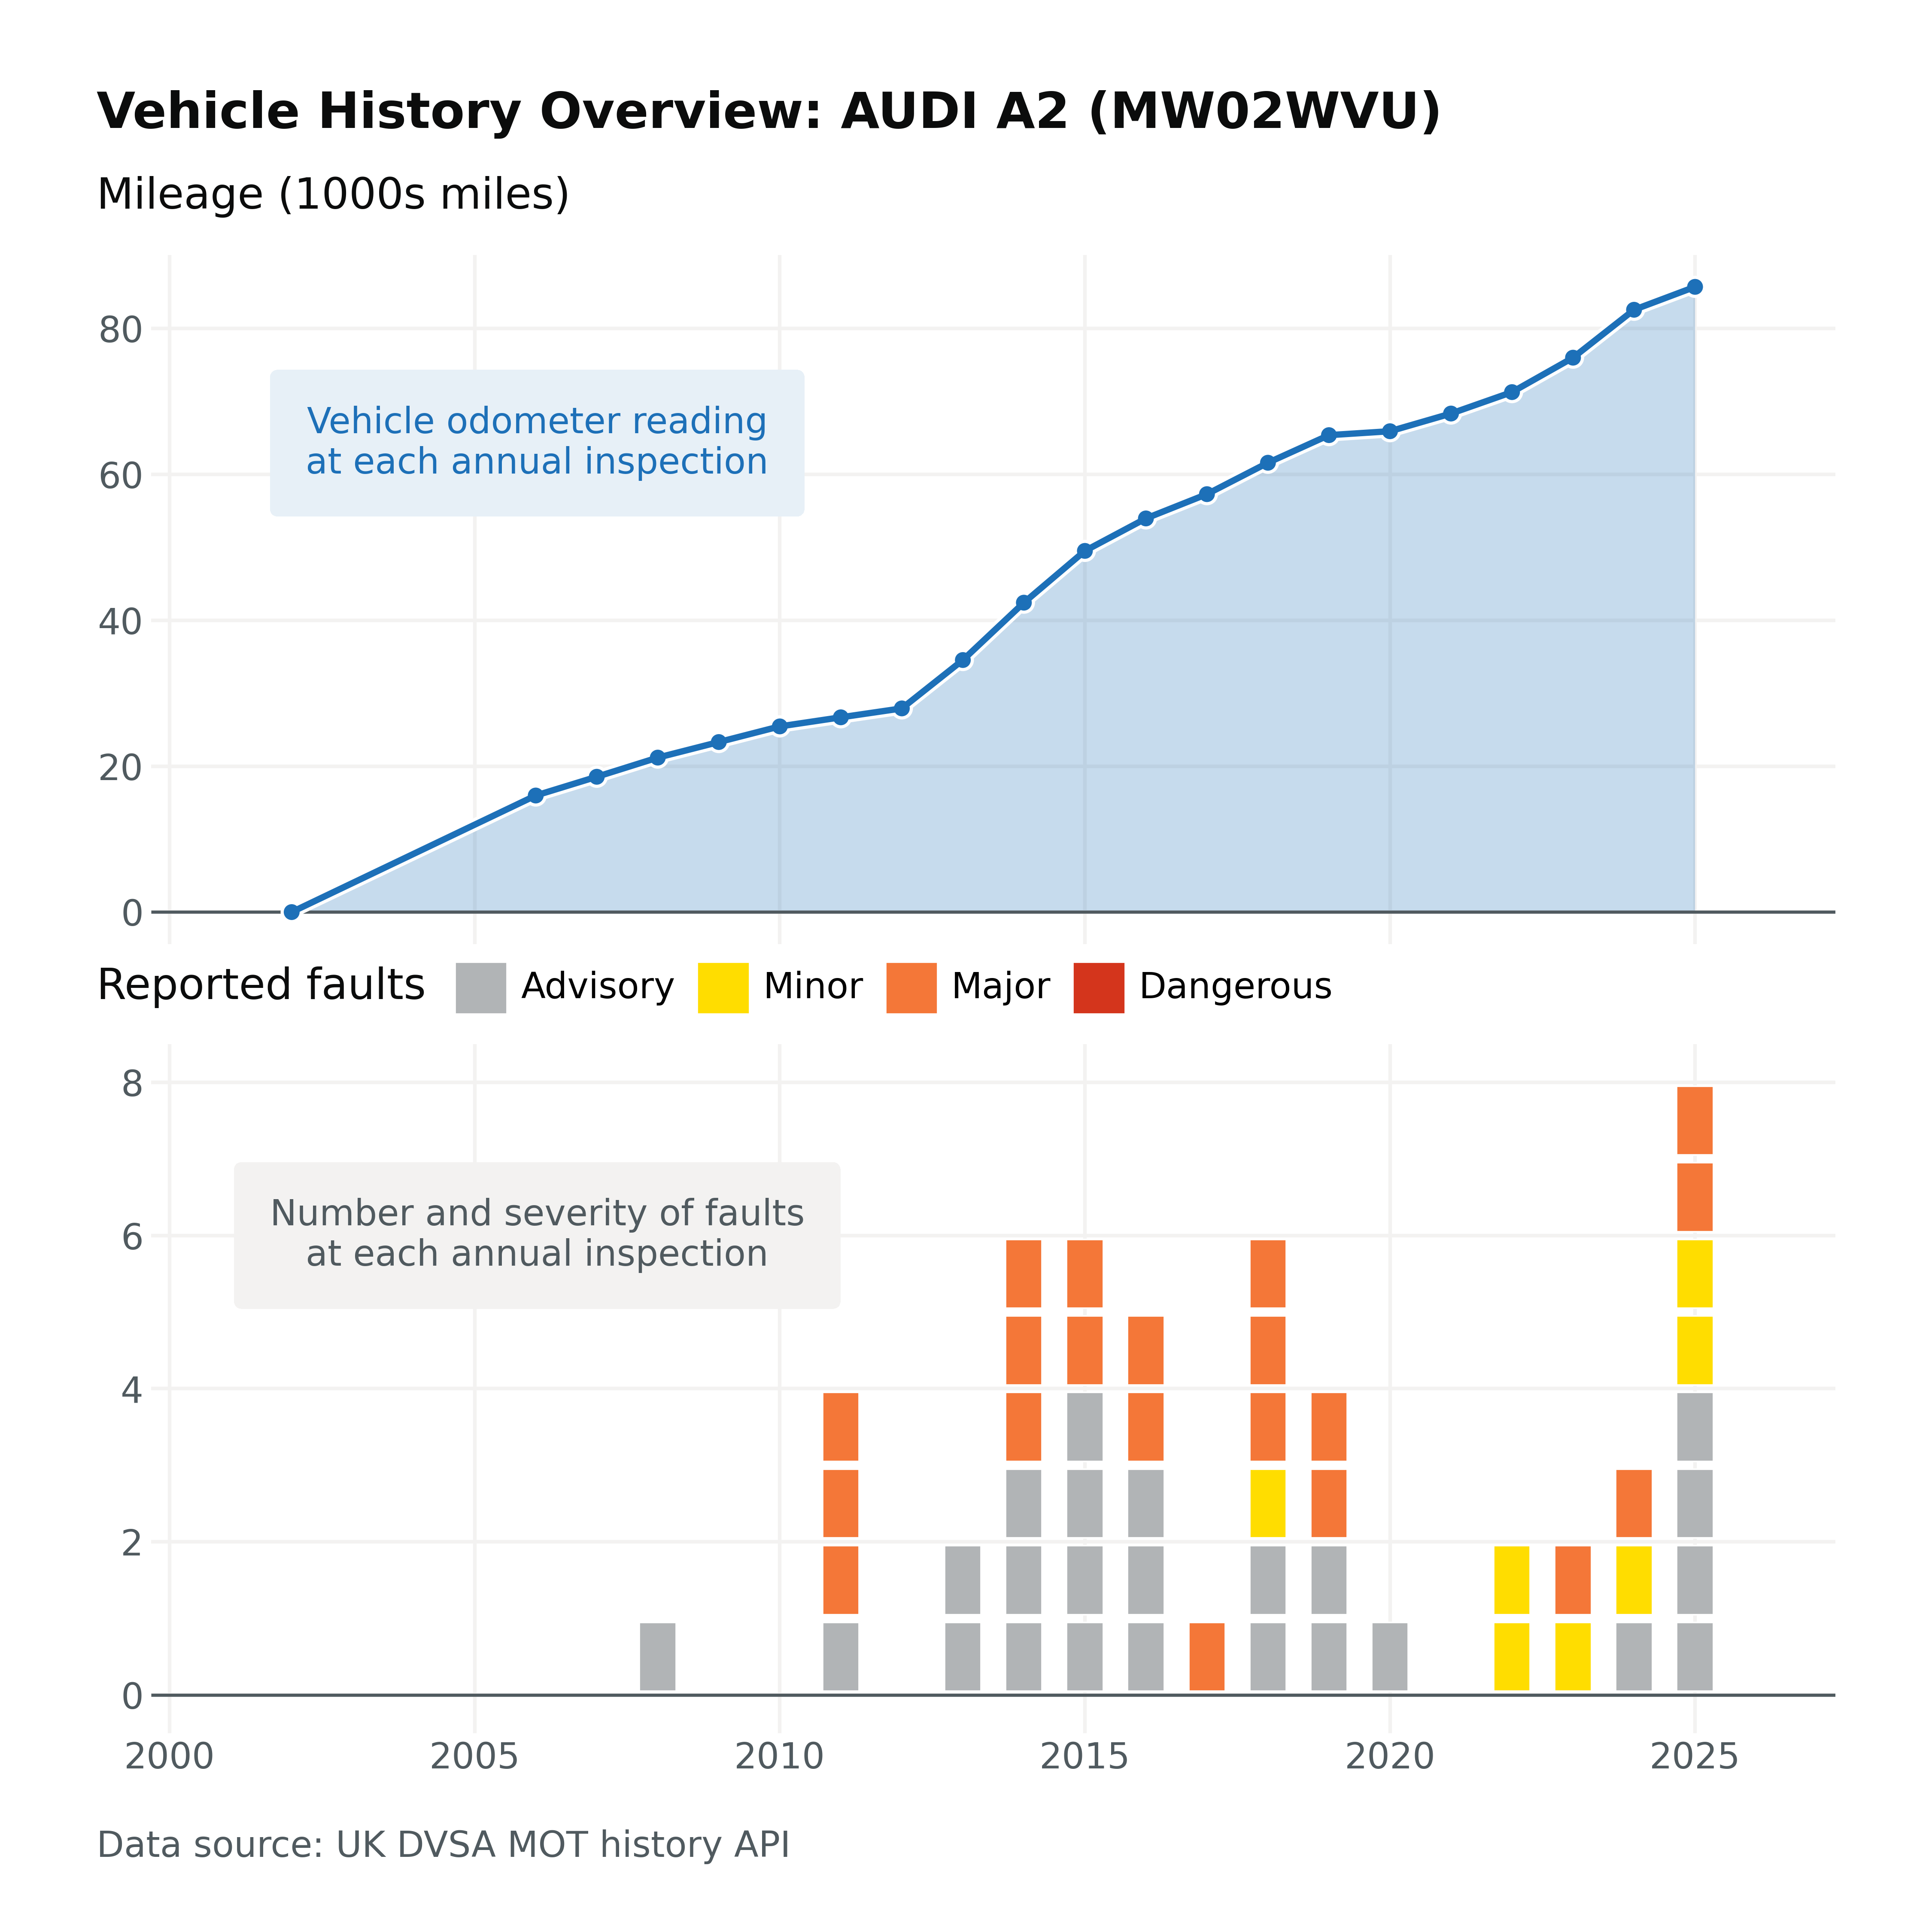 Vehicle History Overview: AUDI A2 (MW02WVU)
Mileage (1000s miles)
80
Vehicle odometer reading
at each annual inspection
60
40
20
0
Reported faults Advisory Minor Major Dangerous
8
Number and severity of faults
6
at each annual inspection
4
2
0
2000 2005 2010 2015 2020 2025
Data source: UK DVSA MOT history API